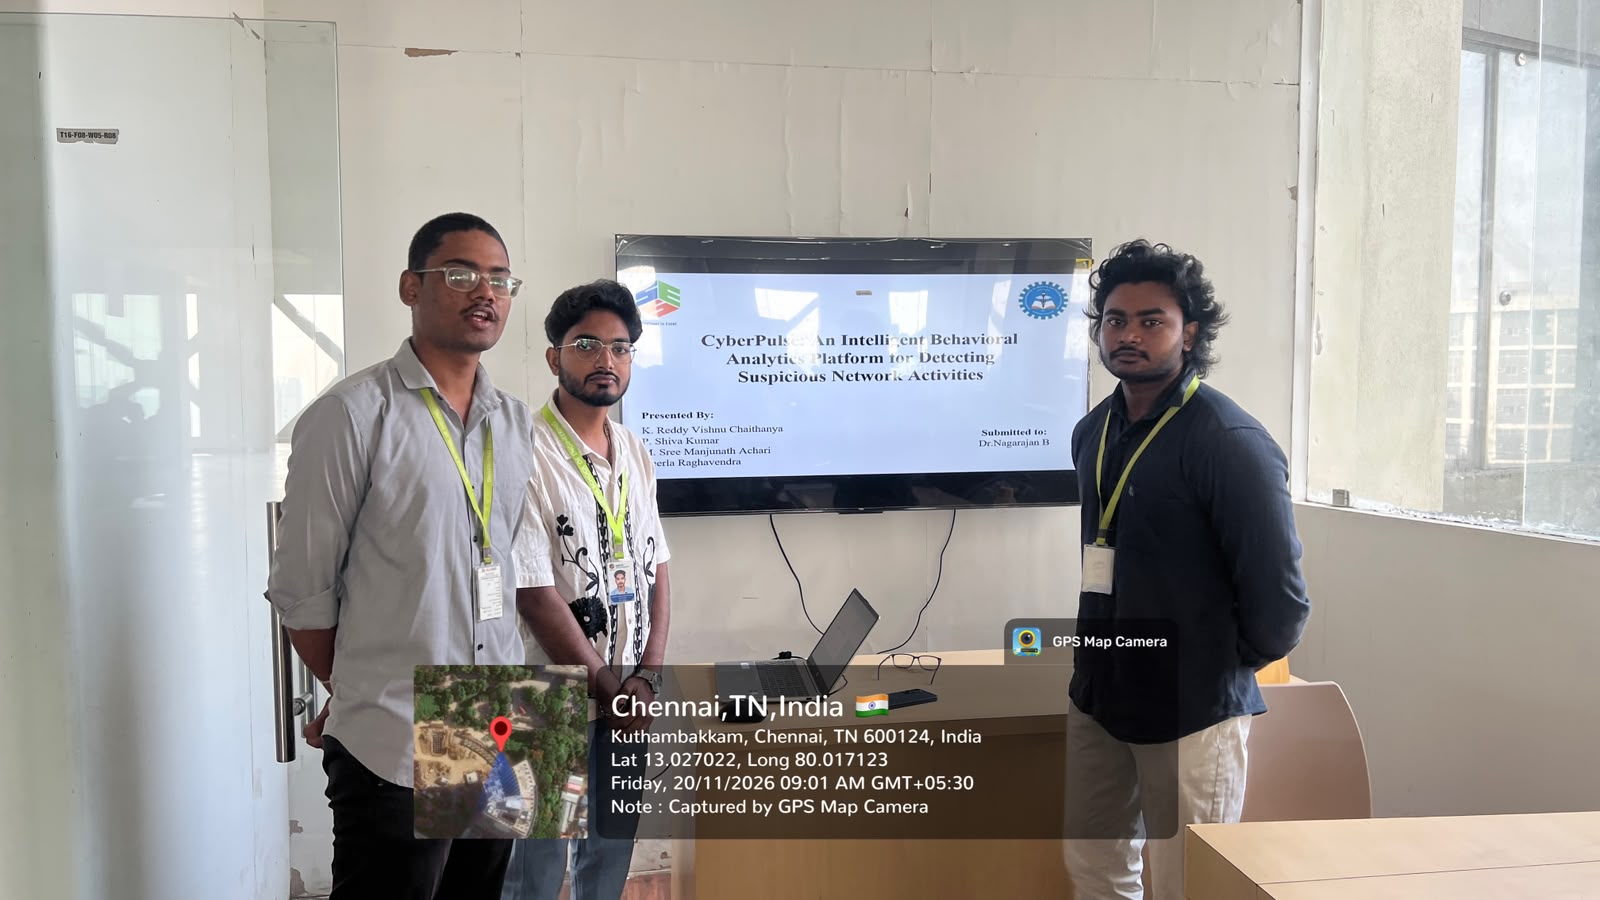 T16-F08-W05-R08
CyberPulse: An Intelligent Behavioral
Analytics Platform for Detecting
Suspicious Network Activities
Presented By:
K. Reddy Vishnu Chaithanya
P. Shiva Kumar
M. Sree Manjunath Achari
Raghavendra
Submitted to:
Dr.Nagarajan B
GPS Map Camera
Chennai,TN,India
Kuthambakkam, Chennai, TN 600124, India
Lat 13.027022, Long 80.017123
Friday, 20/11/2026 09:01 AM GMT+05:30
Note : Captured by GPS Map Camera